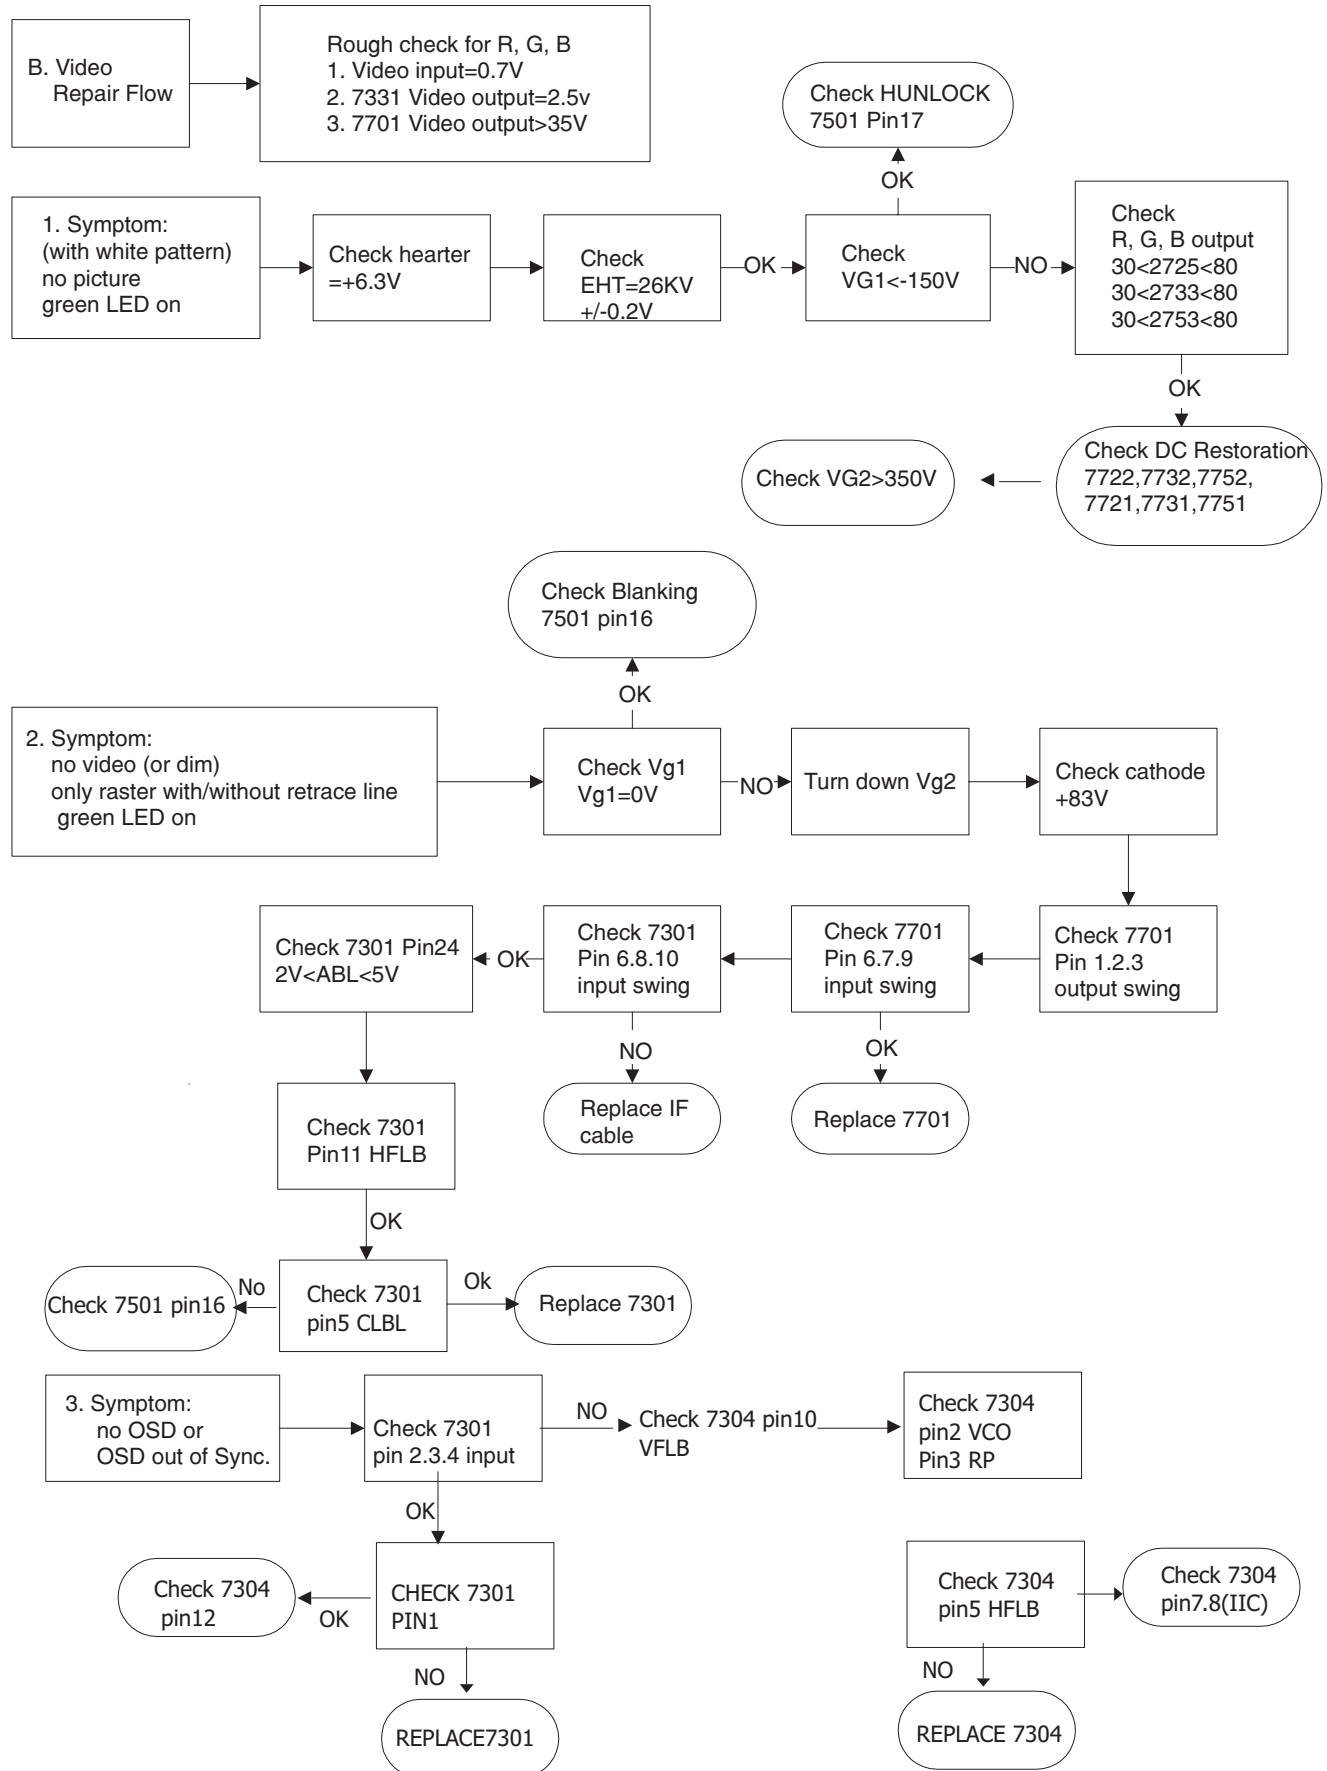 B. Video
Repair Flow
Rough check for R, G, B
1. Video input=0.7V
2. 7331 Video output=2.5v
3. 7701 Video output>35V
Check HUNLOCK
7501 Pin17
OK
1. Symptom:
(with white pattern)
no picture
green LED on
Check hearter
=+6.3V
Check
EHT=26KV
+/-0.2V
OK
Check
VG1<-150V
NO
Check
R, G, B output
30<2725<80
30<2733<80
30<2753<80
OK
Check DC Restoration
7722,7732,7752,
7721,7731,7751
Check VG2>350V
Check Blanking
7501 pin16
OK
2. Symptom:
no video (or dim)
only raster with/without retrace line
green LED on
Check Vg1
Vg1=0V
NO
Turn down Vg2
Check cathode
+83V
Check 7701
Pin 1.2.3
output swing
Check 7701
Pin 6.7.9
input swing
OK
Replace 7701
Check 7301
Pin 6.8.10
input swing
NO
Replace IF
cable
OK
Check 7301 Pin24
2V<ABL<5V
Check 7301
Pin11 HFLB
OK
Check 7301
pin5 CLBL
No
Check 7501 pin16
Ok
Replace 7301
3. Symptom:
no OSD or
OSD out of Sync.
Check 7301
pin 2.3.4 input
NO
Check 7304 pin10
VFLB
Check 7304
pin2 VCO
Pin3 RP
OK
CHECK 7301
PIN1
OK
Check 7304
pin12
NO
REPLACE7301
Check 7304
pin5 HFLB
Check 7304
pin7.8(IIC)
NO
REPLACE 7304